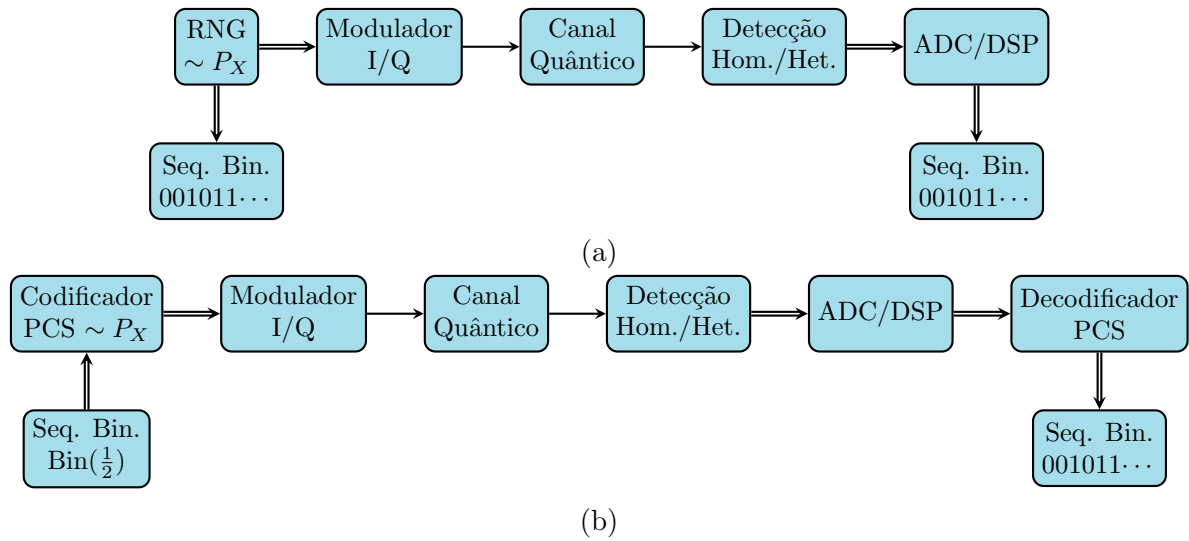 RNG
∼ P_X
Modulador
I/Q
Canal
Quântico
Detecção
Hom./Het.
ADC/DSP
Seq. Bin.
001011···
Seq. Bin.
001011···
(a)
Codificador
PCS ∼ P_X
Modulador
I/Q
Canal
Quântico
Detecção
Hom./Het.
ADC/DSP
Decodificador
PCS
Seq. Bin.
Bin(1/2)
Seq. Bin.
001011···
(b)